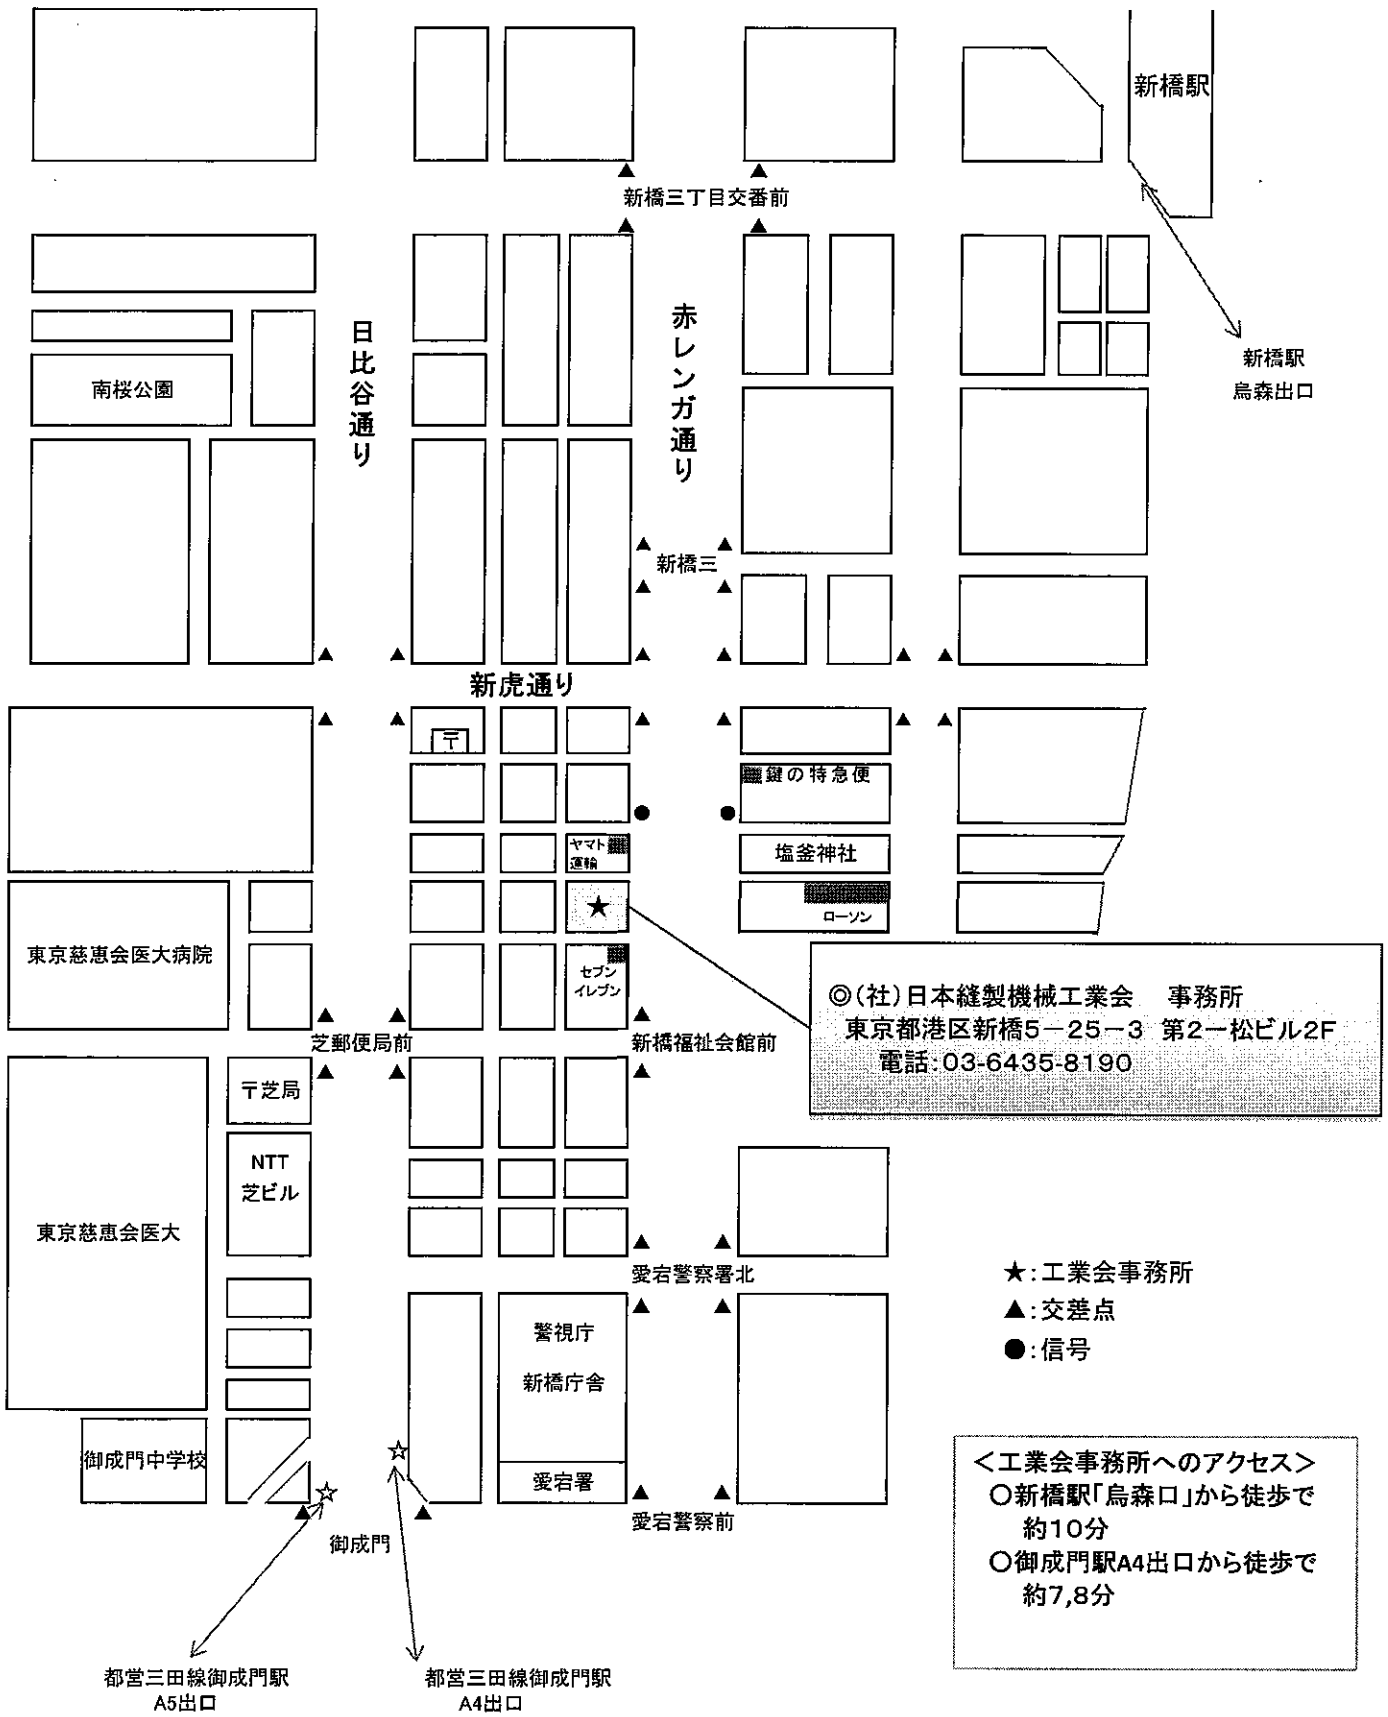 新橋駅
新橋三丁目交番前
日比谷通り
赤レンガ通り
新橋駅
烏森出口
南桜公園
新橋三
新虎通り
〒
鍵の特急便
ヤマト
運輸
塩釜神社
★
ローソン
東京慈恵会医大病院
セブン
イレブン
◎(社)日本縫製機械工業会 事務所
東京都港区新橋5-25-3 第2一松ビル2F
電話:03-6435-8190
芝郵便局前
新橋福祉会館前
〒芝局
NTT
芝ビル
東京慈恵会医大
愛宕警察署北
★:工業会事務所
▲:交差点
●:信号
警視庁
新橋庁舎
御成門中学校
愛宕署
愛宕警察前
御成門
<工業会事務所へのアクセス>
○新橋駅「烏森口」から徒歩で
約10分
○御成門駅A4出口から徒歩で
約7,8分
都営三田線御成門駅
A5出口
都営三田線御成門駅
A4出口